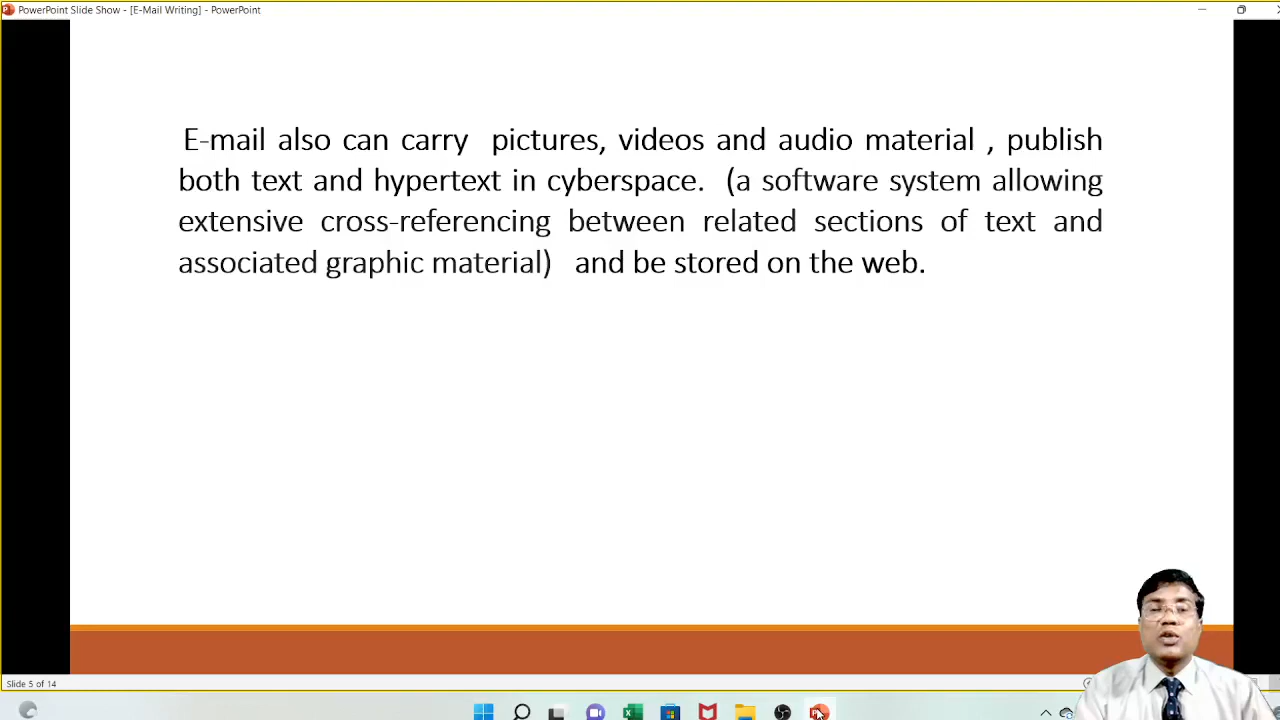 PowerPoint Slide Show - [E-Mail Writing] - PowerPoint
E-mail also can carry pictures, videos and audio material , publish
both text and hypertext in cyberspace. (a software system allowing
extensive cross-referencing between related sections of text and
associated graphic material) and be stored on the web.
Slide 5 of 14